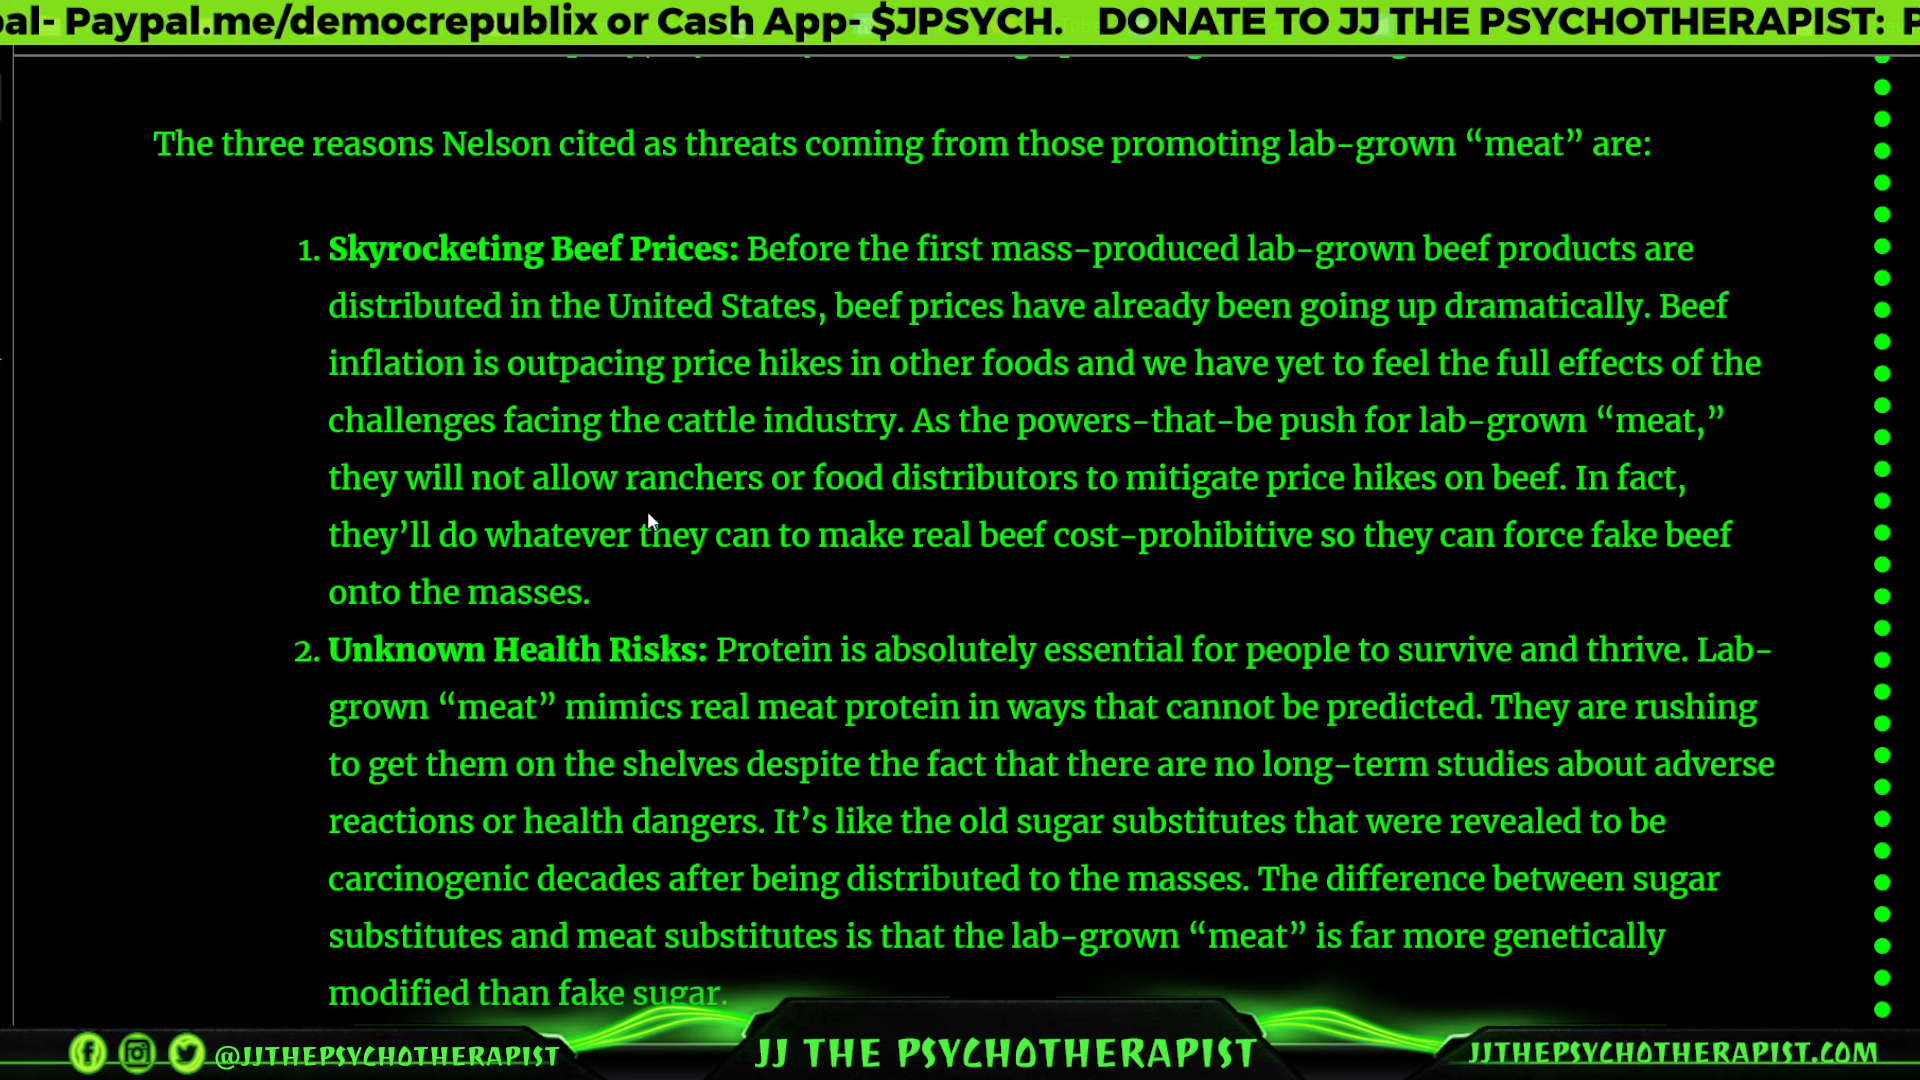 al- Paypal.me/democrepublix or Cash App- $JPSYCH. DONATE TO JJ THE PSYCHOTHERAPIST: P
The three reasons Nelson cited as threats coming from those promoting lab-grown “meat” are:
1. Skyrocketing Beef Prices: Before the first mass-produced lab-grown beef products are
distributed in the United States, beef prices have already been going up dramatically. Beef
inflation is outpacing price hikes in other foods and we have yet to feel the full effects of the
challenges facing the cattle industry. As the powers-that-be push for lab-grown “meat,”
they will not allow ranchers or food distributors to mitigate price hikes on beef. In fact,
they’ll do whatever they can to make real beef cost-prohibitive so they can force fake beef
onto the masses.
2. Unknown Health Risks: Protein is absolutely essential for people to survive and thrive. Lab-
grown “meat” mimics real meat protein in ways that cannot be predicted. They are rushing
to get them on the shelves despite the fact that there are no long-term studies about adverse
reactions or health dangers. It’s like the old sugar substitutes that were revealed to be
carcinogenic decades after being distributed to the masses. The difference between sugar
substitutes and meat substitutes is that the lab-grown “meat” is far more genetically
modified than fake sugar.
@JJTHEPSYCHOTHERAPIST
JJ THE PSYCHOTHERAPIST
JJTHEPSYCHOTHERAPIST.COM